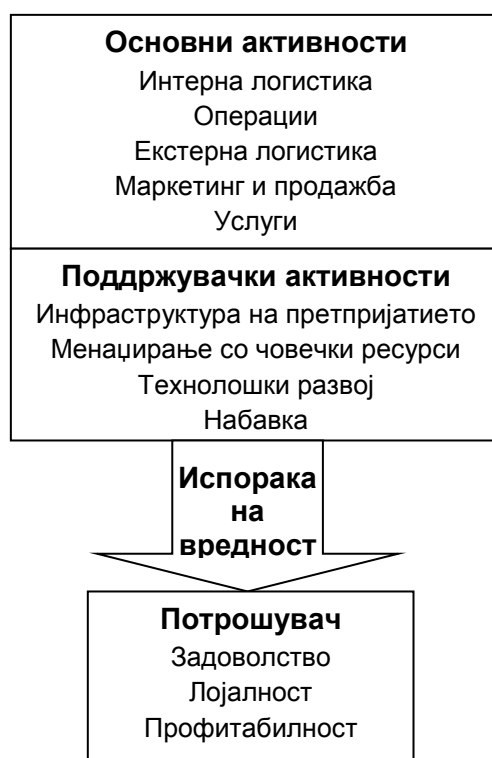 Основни активности
Интерна логистика
Операции
Екстерна логистика
Маркетинг и продажба
Услуги
Поддржувачки активности
Инфраструктура на претпријатието
Менаџирање со човечки ресурси
Технолошки развој
Набавка
Испорака
на
вредност
Потрошувач
Задоволство
Лојалност
Профитабилност